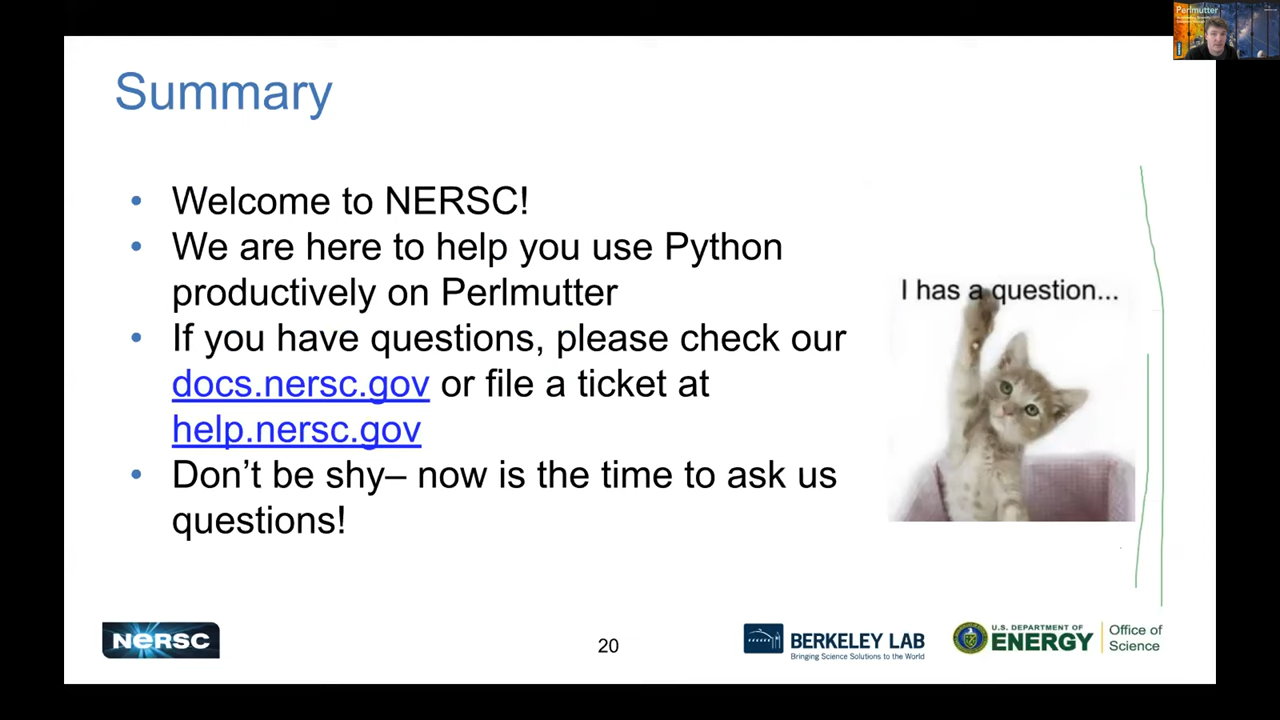 Perlmutter
Summary
• Welcome to NERSC!
• We are here to help you use Python
productively on Perlmutter
• If you have questions, please check our
docs.nersc.gov or file a ticket at
help.nersc.gov
• Don’t be shy– now is the time to ask us
questions!
I has a question...
NERSC
20
BERKELEY LAB
Bringing Science Solutions to the World
U.S. DEPARTMENT OF
ENERGY
Office of
Science